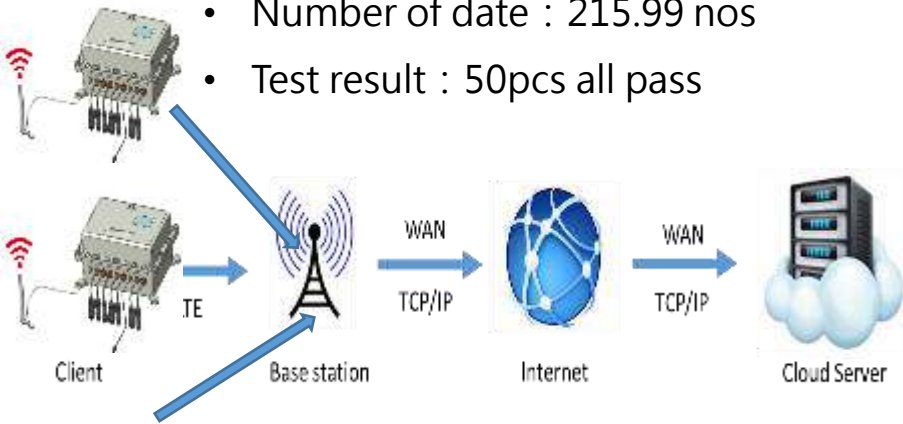 • Number of date：215.99 nos
• Test result：50pcs all pass
WAN
WAN
TE
TCP/IP
TCP/IP
Client
Base station
Internet
Cloud Server